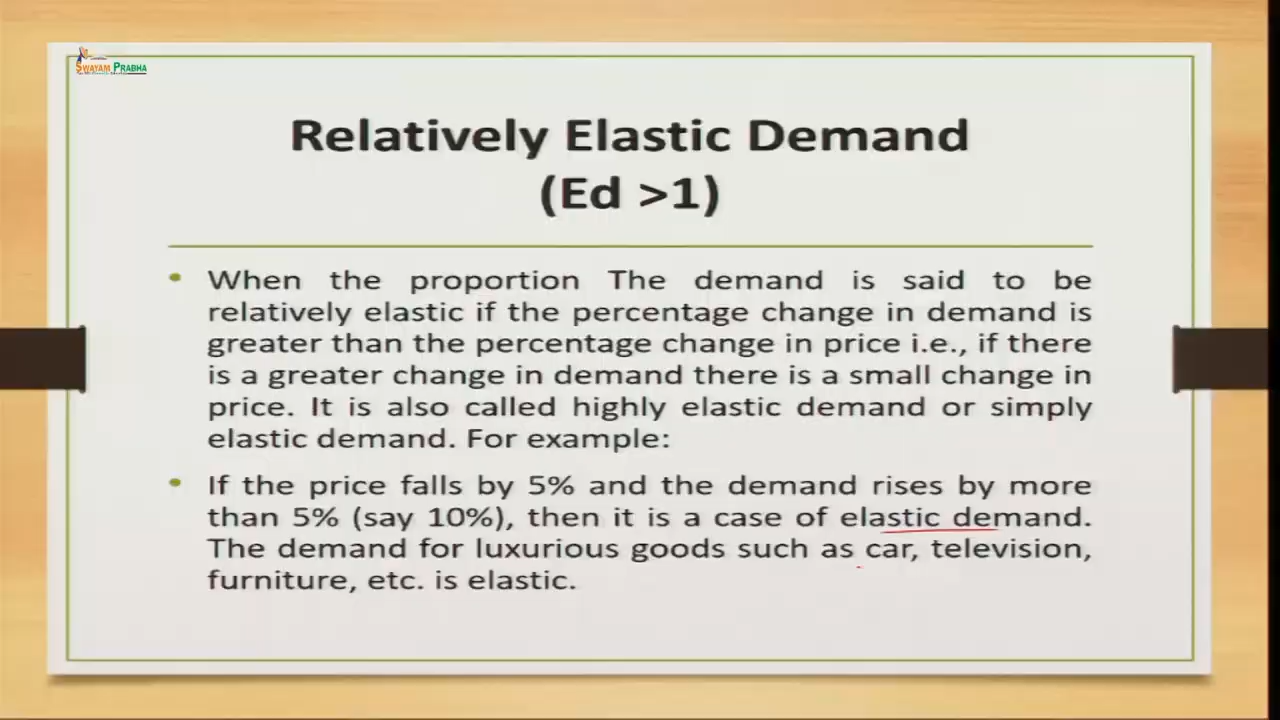 SWAYAM PRABHA
Relatively Elastic Demand
(Ed >1)
• When the proportion The demand is said to be
relatively elastic if the percentage change in demand is
greater than the percentage change in price i.e., if there
is a greater change in demand there is a small change in
price. It is also called highly elastic demand or simply
elastic demand. For example:
• If the price falls by 5% and the demand rises by more
than 5% (say 10%), then it is a case of elastic demand.
The demand for luxurious goods such as car, television,
furniture, etc. is elastic.